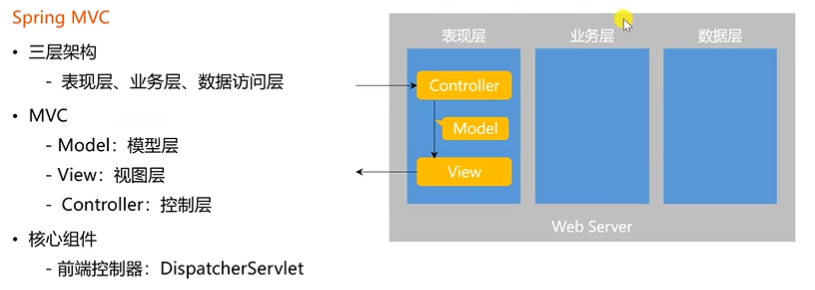 Spring MVC
• 三层架构
- 表现层、业务层、数据访问层
• MVC
- Model：模型层
- View：视图层
- Controller：控制层
• 核心组件
- 前端控制器：DispatcherServlet
表现层 业务层 数据层
Controller
Model
View
Web Server